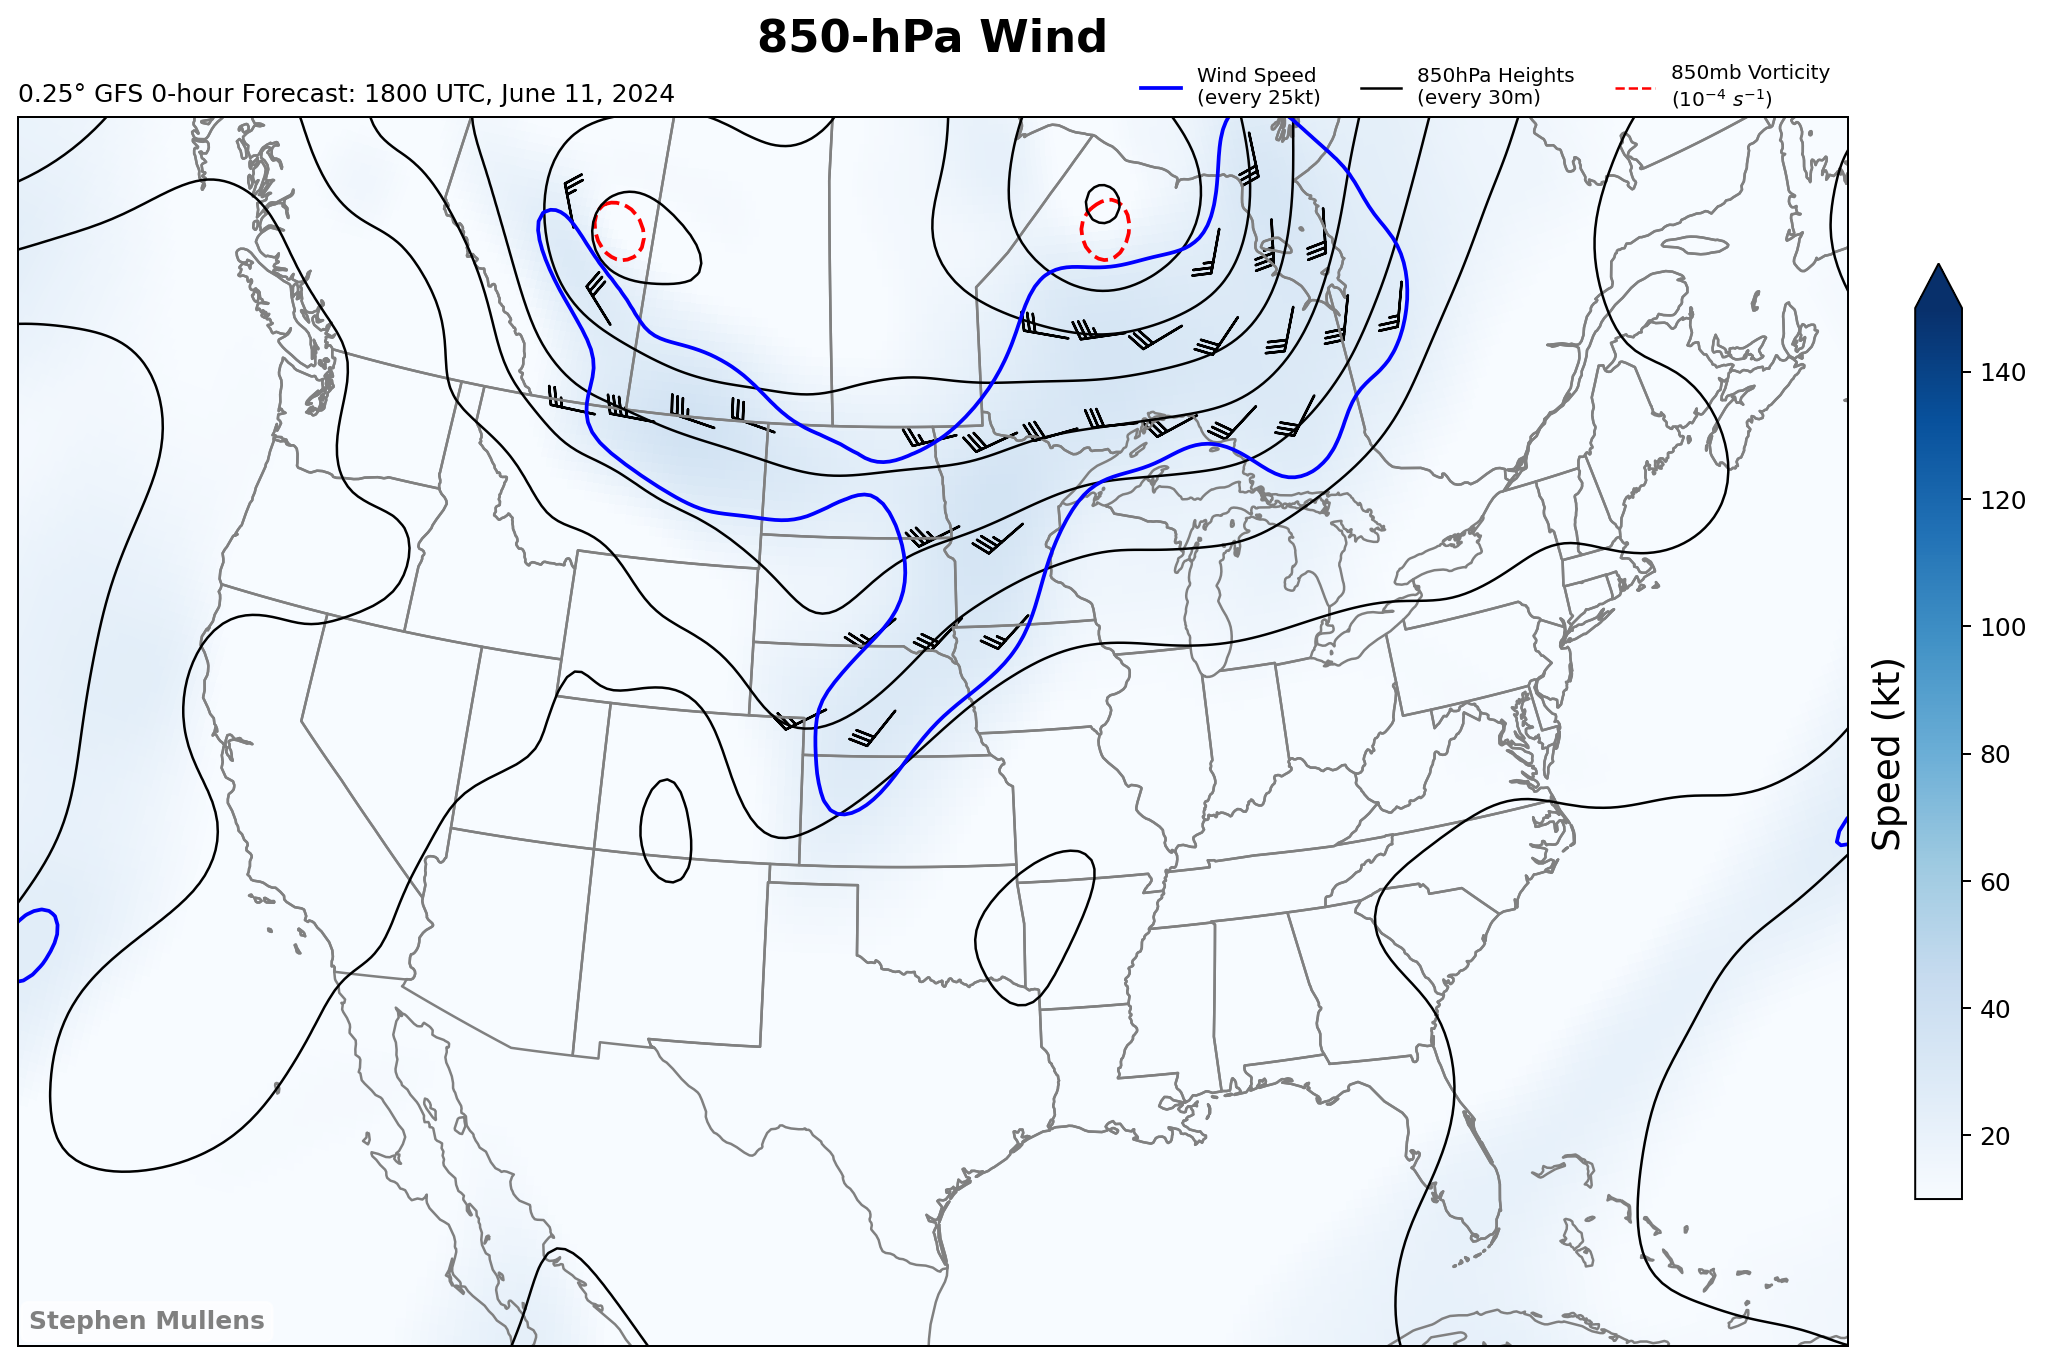 850-hPa Wind
0.25° GFS 0-hour Forecast: 1800 UTC, June 11, 2024
Wind Speed
(every 25kt)
850hPa Heights
(every 30m)
850mb Vorticity
(10⁻⁴ s⁻¹)
140
120
100
80
60
40
20
Speed (kt)
Stephen Mullens